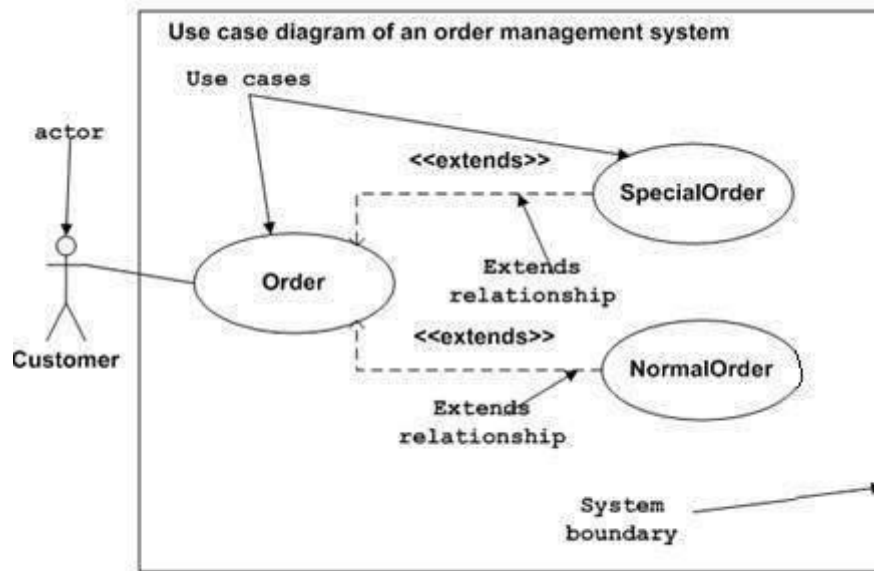 Use case diagram of an order management system
Use cases
actor
<<extends>>
SpecialOrder
Order
Extends
relationship
<<extends>>
Customer
NormalOrder
Extends
relationship
System
boundary